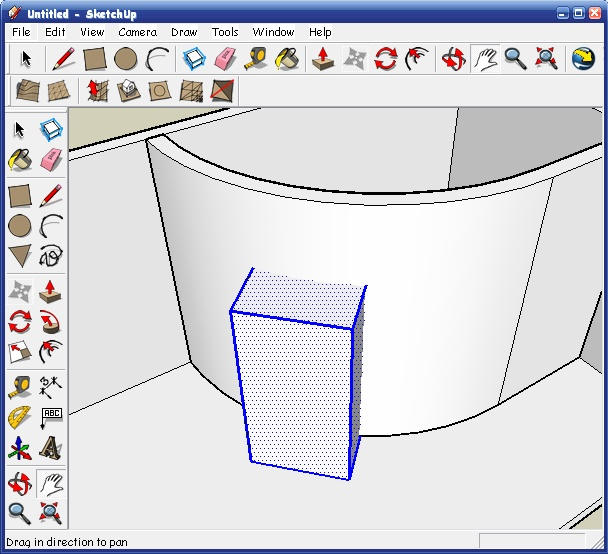 Untitled - SketchUp
File Edit View Camera Draw Tools Window Help
ABC
A
Drag in direction to pan